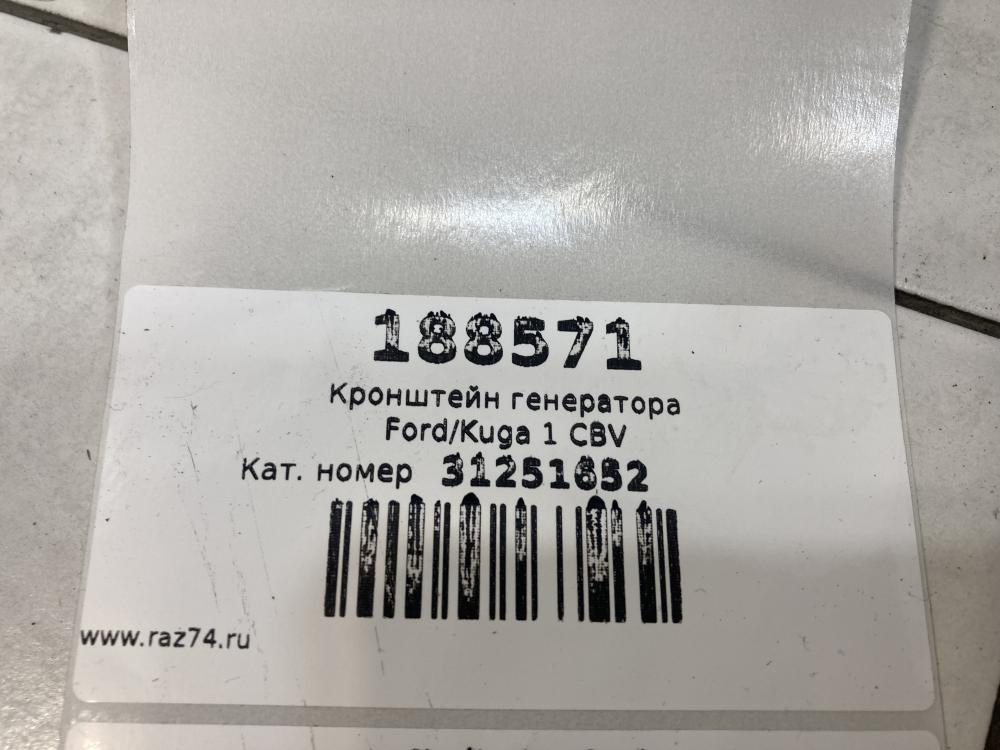 188571
Кронштейн генератора
Ford/Kuga 1 CBV
Кат. номер 31251652
www.raz74.ru